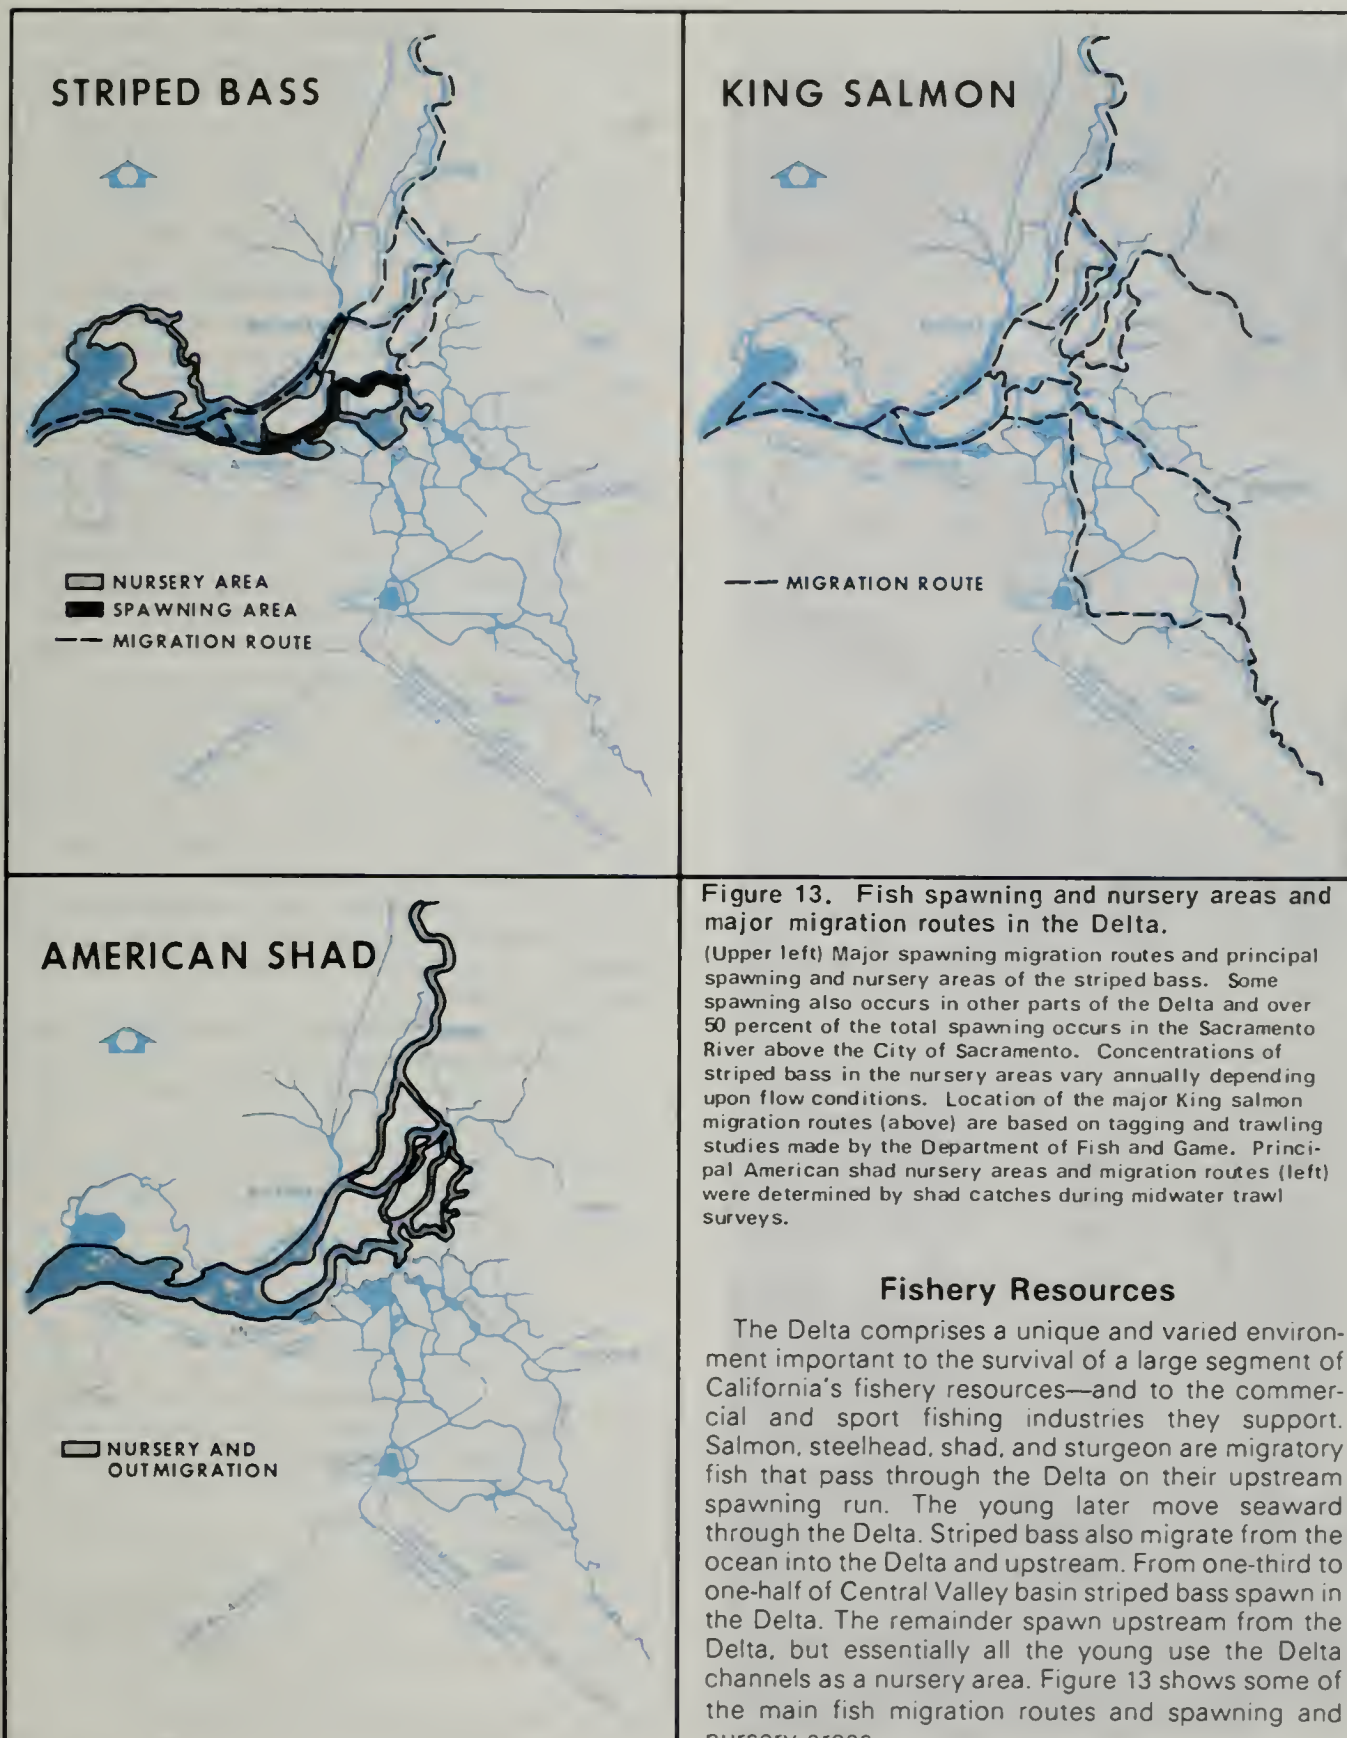 STRIPED BASS
NURSERY AREA
SPAWNING AREA
MIGRATION ROUTE
KING SALMON
MIGRATION ROUTE
AMERICAN SHAD
NURSERY AND
OUTMIGRATION
Figure 13. Fish spawning and nursery areas and
major migration routes in the Delta.
(Upper left) Major spawning migration routes and principal
spawning and nursery areas of the striped bass. Some
spawning also occurs in other parts of the Delta and over
50 percent of the total spawning occurs in the Sacramento
River above the City of Sacramento. Concentrations of
striped bass in the nursery areas vary annually depending
upon flow conditions. Location of the major King salmon
migration routes (above) are based on tagging and trawling
studies made by the Department of Fish and Game. Princi-
pal American shad nursery areas and migration routes (left)
were determined by shad catches during midwater trawl
surveys.
Fishery Resources
The Delta comprises a unique and varied environ-
ment important to the survival of a large segment of
California's fishery resources—and to the commer-
cial and sport fishing industries they support.
Salmon, steelhead, shad, and sturgeon are migratory
fish that pass through the Delta on their upstream
spawning run. The young later move seaward
through the Delta. Striped bass also migrate from the
ocean into the Delta and upstream. From one-third to
one-half of Central Valley basin striped bass spawn in
the Delta. The remainder spawn upstream from the
Delta, but essentially all the young use the Delta
channels as a nursery area. Figure 13 shows some of
the main fish migration routes and spawning and
nursery areas